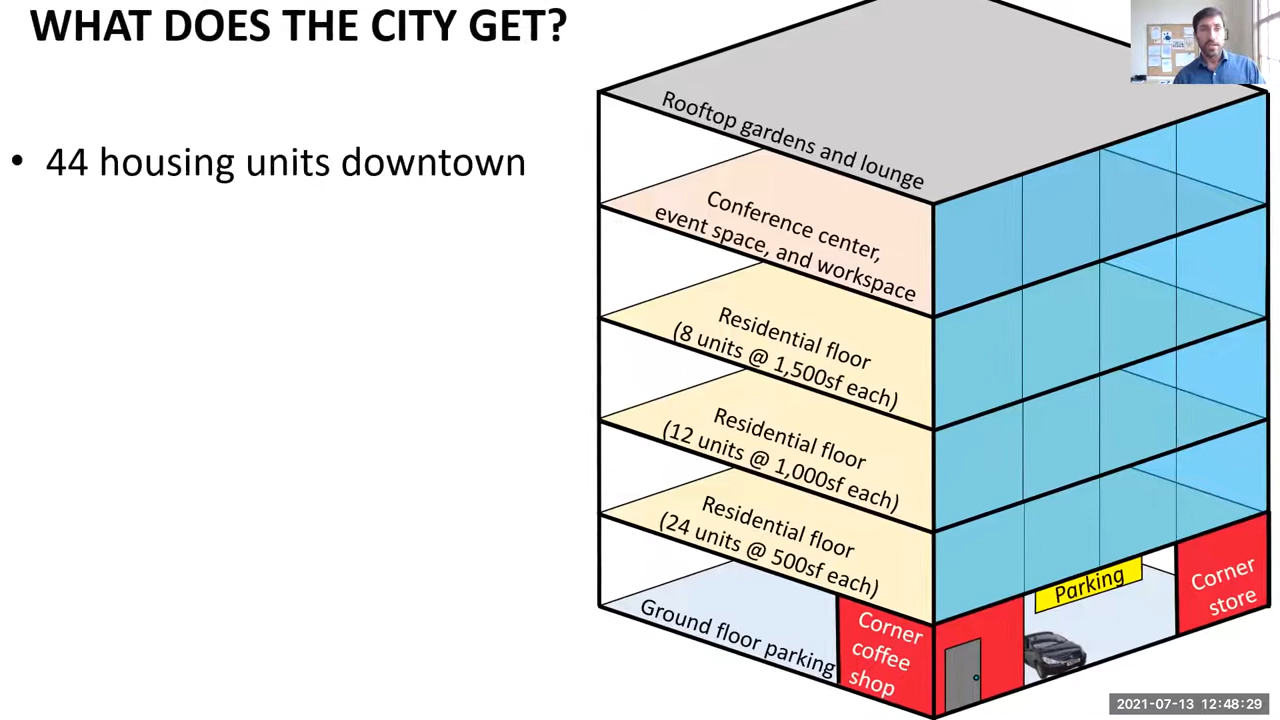 WHAT DOES THE CITY GET?
• 44 housing units downtown
Rooftop gardens and lounge
Conference center,
event space, and workspace
Residential floor
(8 units @ 1,500sf each)
Residential floor
(12 units @ 1,000sf each)
Residential floor
(24 units @ 500sf each)
Ground floor parking
Corner
coffee
shop
Parking
Corner
store
2021-07-13 12:48:29